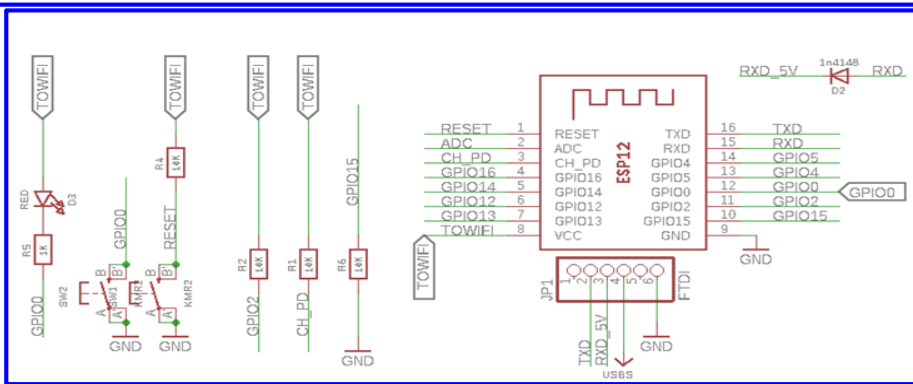 TOWIFI
TOWIFI
TOWIFI
TOWIFI
R4
10K
RED
D3
R5
1K
GPIO0
GPIO0
RESET
SW2
B B'
A A'
SW1
KMR2
B B'
A A'
KMR2
GND
GND
R2
10K
GPIO2
R1
10K
CH_PD
GPIO15
R6
10K
GND
1n4148
RXD_5V
RXD
D2
ESP12
RESET 1 RESET TXD 16 TXD
ADC 2 ADC RXD 15 RXD
CH_PD 3 CH_PD GPIO4 14 GPIO5
GPIO16 4 GPIO16 GPIO5 13 GPIO4
GPIO14 5 GPIO14 GPIO0 12 GPIO0 GPIO0
GPIO12 6 GPIO12 GPIO2 11 GPIO2
GPIO13 7 GPIO13 GPIO15 10 GPIO15
TOWIFI 8 VCC GND 9
TOWIFI
GND
JP1
1 2 3 4 5 6
FTDI
TXD
RXD_5V
GND
USBS